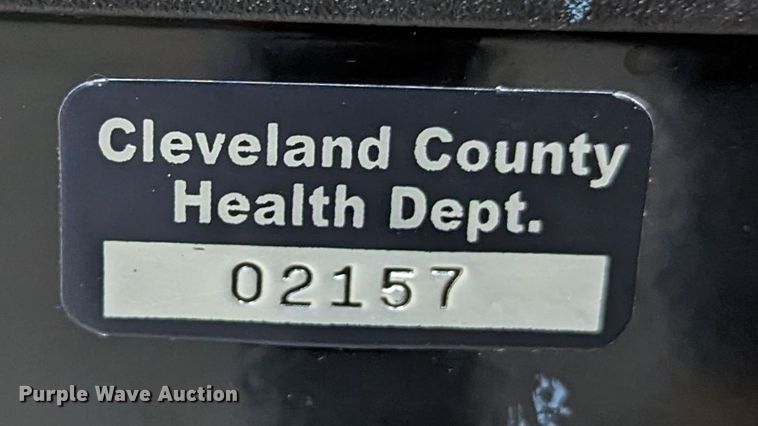 Cleveland County
Health Dept.
02157
Purple Wave Auction